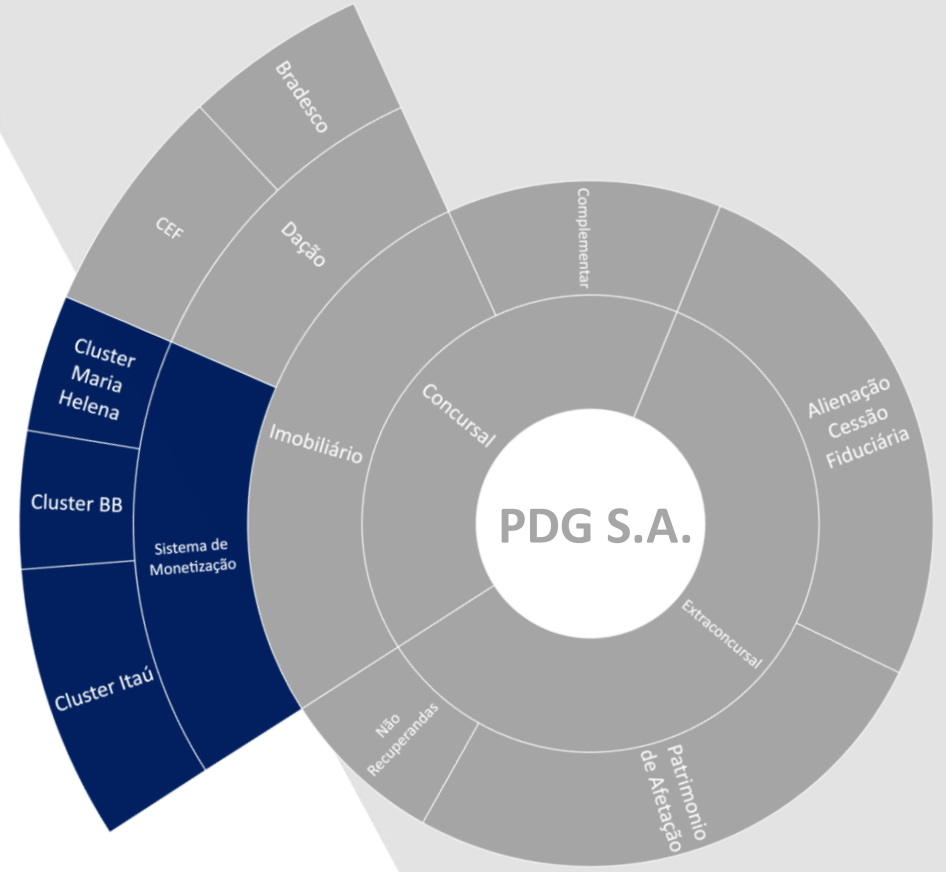 Bradesco
CEF
Dação
Complementar
Cluster
Maria
Helena
Cluster BB
Cluster Itaú
Sistema de
Monetização
Imobiliário
Concursal
Alienação
Cessão
Fiduciária
PDG S.A.
Extraconcursal
Não
Recuperandas
Patrimonio
de Afetação